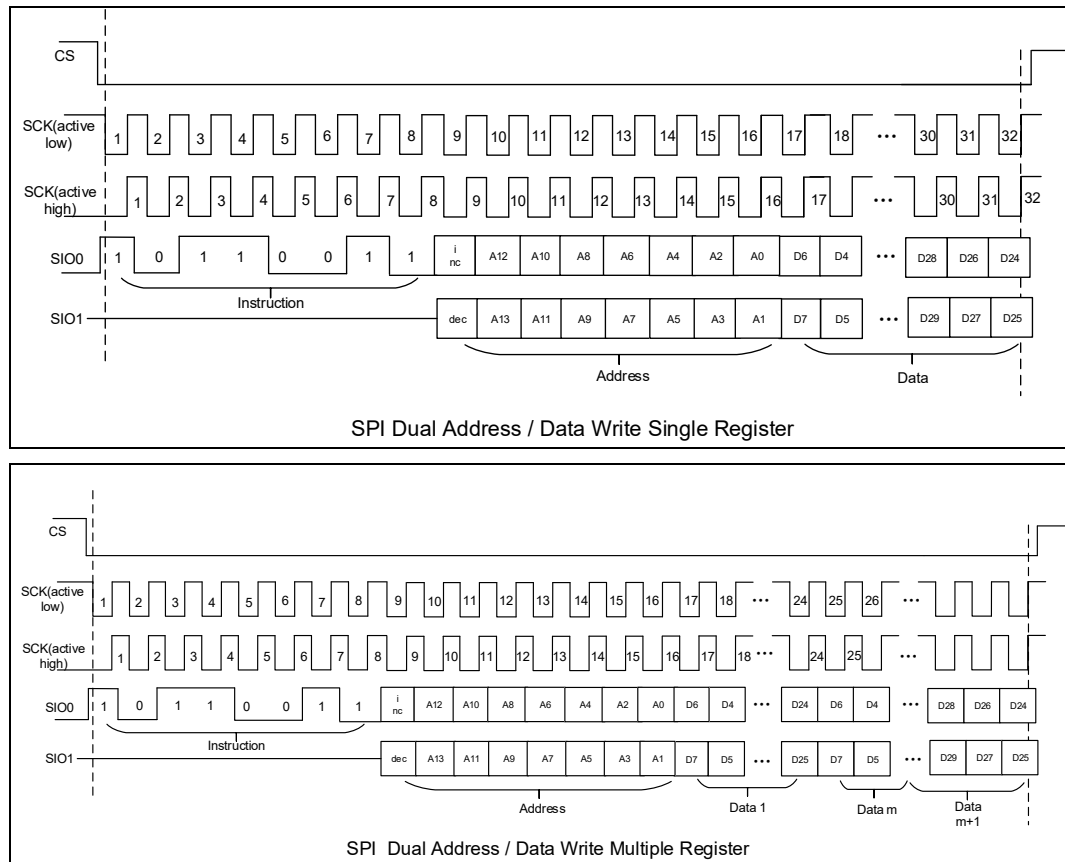 CS
SCK(active low)
1 2 3 4 5 6 7 8 9 10 11 12 13 14 15 16 17 18 ••• 30 31 32
SCK(active high)
1 2 3 4 5 6 7 8 9 10 11 12 13 14 15 16 17 ••• 30 31 32
SIO0
1 0 1 1 0 0 1 1 i nc A12 A10 A8 A6 A4 A2 A0 D6 D4 ••• D28 D26 D24
Instruction
SIO1
dec A13 A11 A9 A7 A5 A3 A1 D7 D5 ••• D29 D27 D25
Address
Data
SPI Dual Address / Data Write Single Register
CS
SCK(active low)
1 2 3 4 5 6 7 8 9 10 11 12 13 14 15 16 17 18 ••• 24 25 26 •••
SCK(active high)
1 2 3 4 5 6 7 8 9 10 11 12 13 14 15 16 17 18 ••• 24 25 •••
SIO0
1 0 1 1 0 0 1 1 i nc A12 A10 A8 A6 A4 A2 A0 D6 D4 ••• D24 D6 D4 ••• D28 D26 D24
Instruction
SIO1
dec A13 A11 A9 A7 A5 A3 A1 D7 D5 ••• D25 D7 D5 ••• D29 D27 D25
Address
Data 1
Data m
Data m+1
SPI Dual Address / Data Write Multiple Register